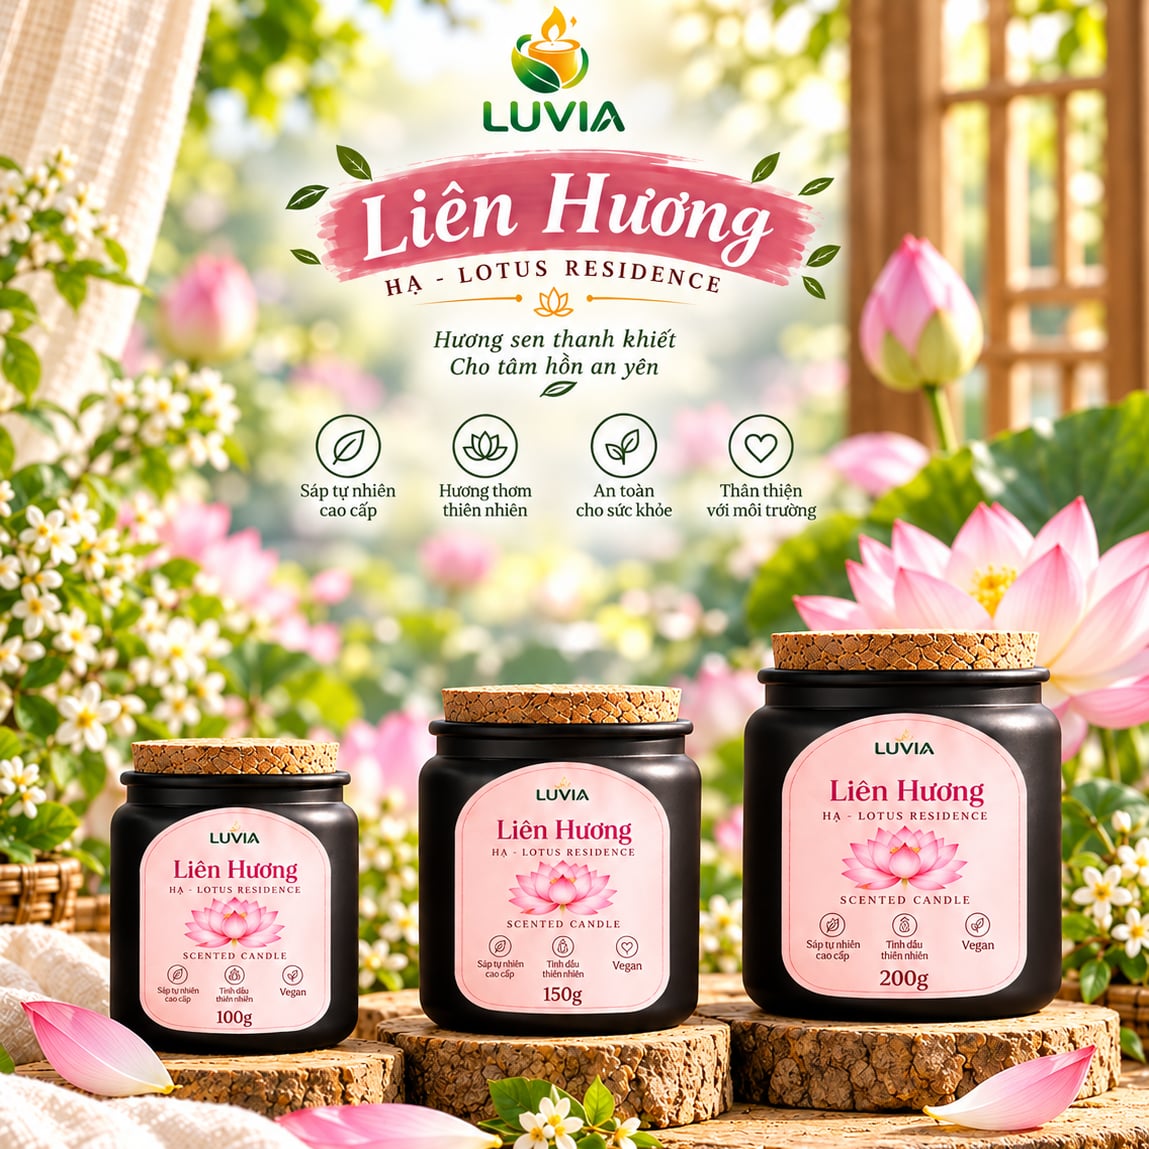 LUVIA
Liên Hương
HẠ - LOTUS RESIDENCE
Hương sen thanh khiết
Cho tâm hồn an yên
Sáp tự nhiên
cao cấp
Hương thơm
thiên nhiên
An toàn
cho sức khỏe
Thân thiện
với môi trường
LUVIA
Liên Hương
HẠ - LOTUS RESIDENCE
SCENTED CANDLE
Sáp tự nhiên
cao cấp
Tinh dầu
thiên nhiên
Vegan
100g
LUVIA
Liên Hương
HẠ - LOTUS RESIDENCE
SCENTED CANDLE
Sáp tự nhiên
cao cấp
Tinh dầu
thiên nhiên
Vegan
150g
LUVIA
Liên Hương
HẠ - LOTUS RESIDENCE
SCENTED CANDLE
Sáp tự nhiên
cao cấp
Tinh dầu
thiên nhiên
Vegan
200g